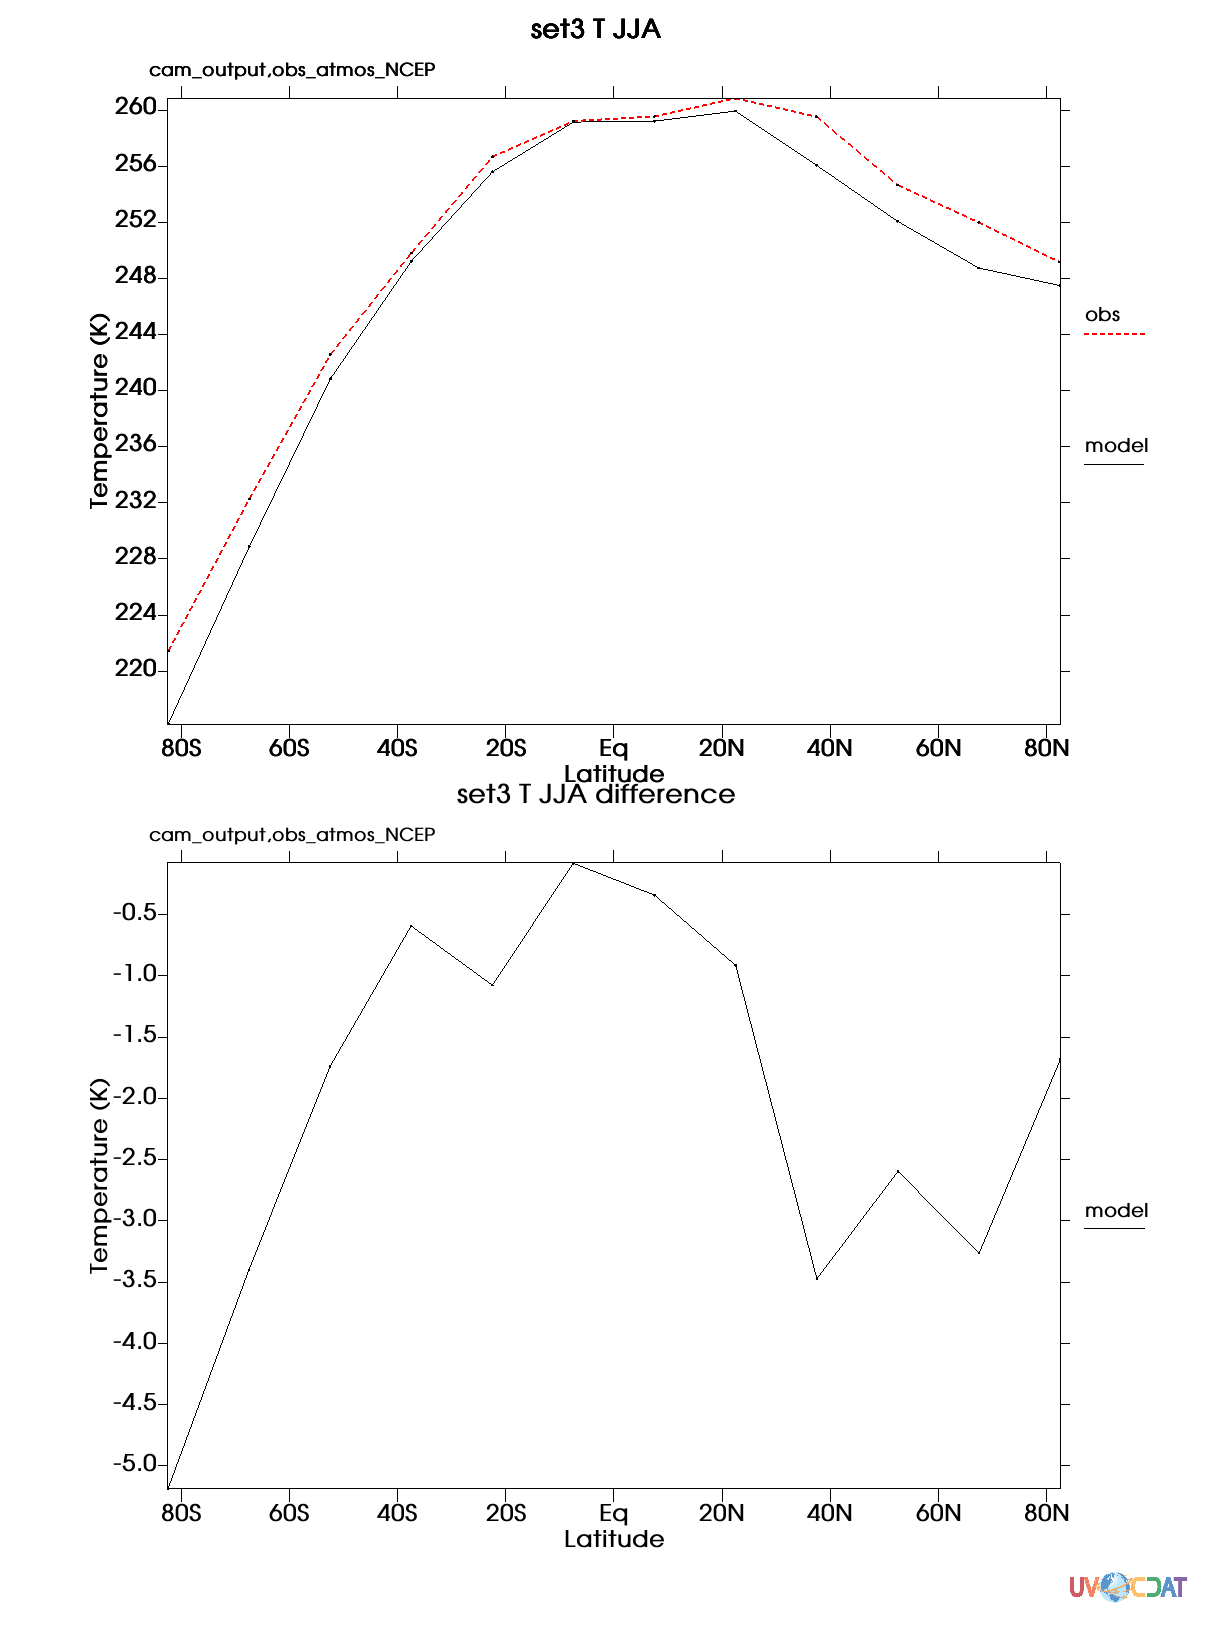 set3 T JJA
cam_output,obs_atmos_NCEP
260
256
252
248
244
240
236
232
228
224
220
Temperature (K)
obs
model
80S 60S 40S 20S Eq 20N 40N 60N 80N
Latitude
set3 T JJA difference
cam_output,obs_atmos_NCEP
-0.5
-1.0
-1.5
-2.0
-2.5
-3.0
-3.5
-4.0
-4.5
-5.0
Temperature (K)
model
80S 60S 40S 20S Eq 20N 40N 60N 80N
Latitude
UV CDAT